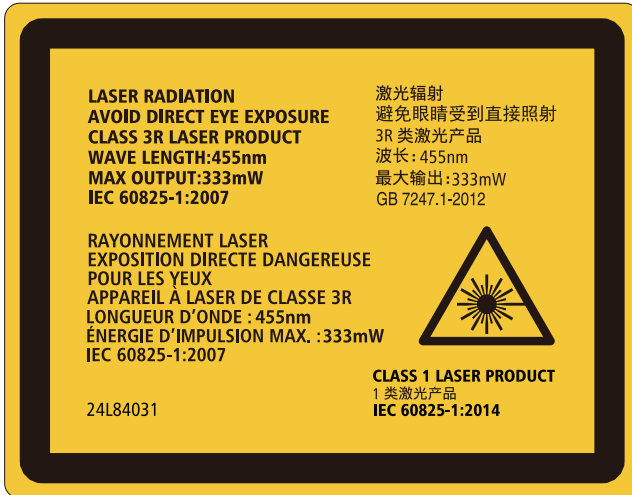 LASER RADIATION
AVOID DIRECT EYE EXPOSURE
CLASS 3R LASER PRODUCT
WAVE LENGTH:455nm
MAX OUTPUT:333mW
IEC 60825-1:2007
激光辐射
避免眼睛受到直接照射
3R 类激光产品
波长:455nm
最大输出:333mW
GB 7247.1-2012
RAYONNEMENT LASER
EXPOSITION DIRECTE DANGEREUSE
POUR LES YEUX
APPAREIL À LASER DE CLASSE 3R
LONGUEUR D'ONDE : 455nm
ÉNERGIE D'IMPULSION MAX. :333mW
IEC 60825-1:2007
24L84031
CLASS 1 LASER PRODUCT
1 类激光产品
IEC 60825-1:2014